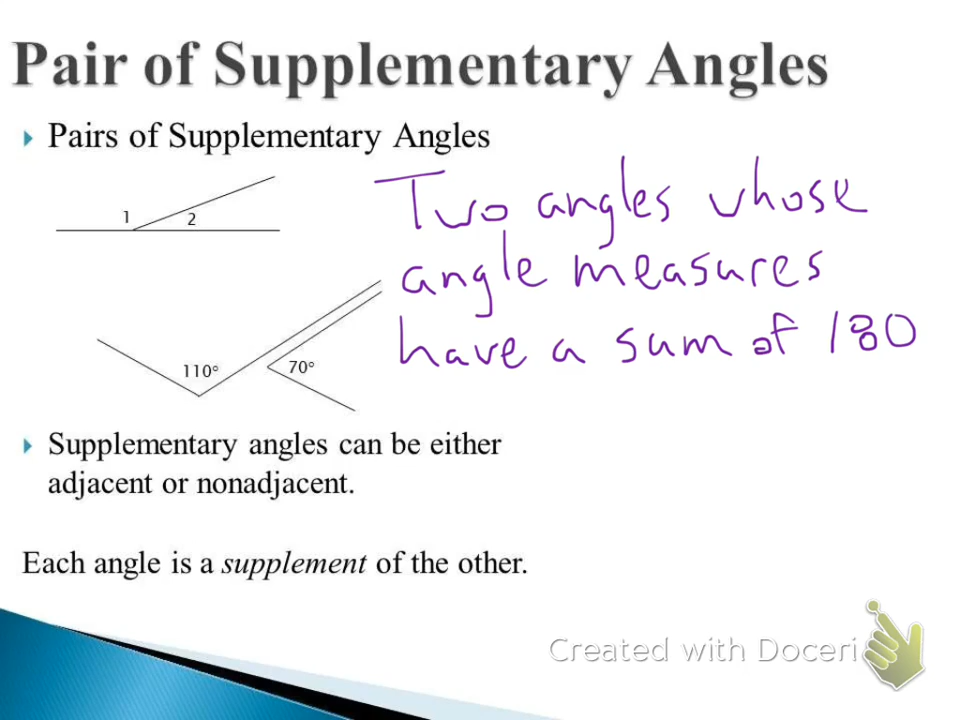 Pair of Supplementary Angles
Pairs of Supplementary Angles
Two angles whose
angle measures
have a sum of 180
1
2
110°
70°
Supplementary angles can be either
adjacent or nonadjacent.
Each angle is a supplement of the other.
Created with Doceri